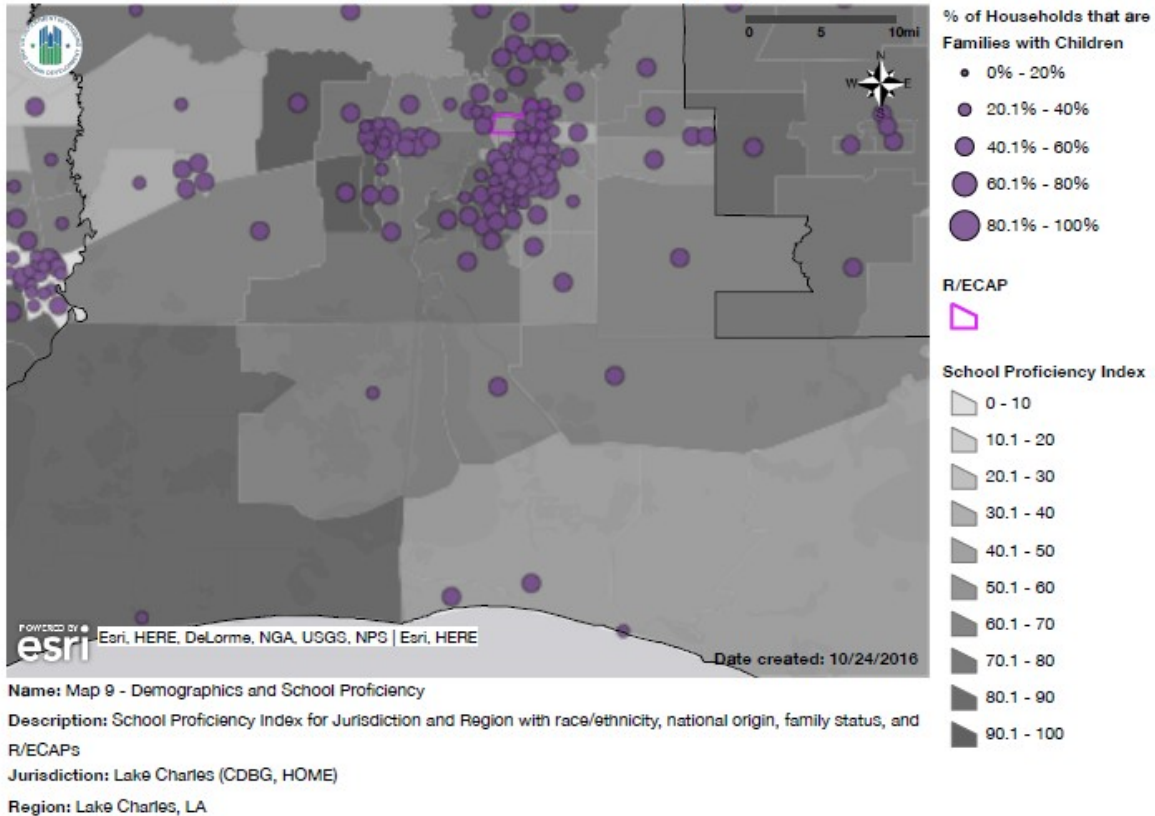 0 5 10mi
N
W E
S
POWERED BY
esri
Esri, HERE, DeLorme, NGA, USGS, NPS | Esri, HERE
Date created: 10/24/2016
% of Households that are
Families with Children
0% - 20%
20.1% - 40%
40.1% - 60%
60.1% - 80%
80.1% - 100%
R/ECAP
School Proficiency Index
0 - 10
10.1 - 20
20.1 - 30
30.1 - 40
40.1 - 50
50.1 - 60
60.1 - 70
70.1 - 80
80.1 - 90
90.1 - 100
Name: Map 9 - Demographics and School Proficiency
Description: School Proficiency Index for Jurisdiction and Region with race/ethnicity, national origin, family status, and
R/ECAPs
Jurisdiction: Lake Charles (CDBG, HOME)
Region: Lake Charles, LA